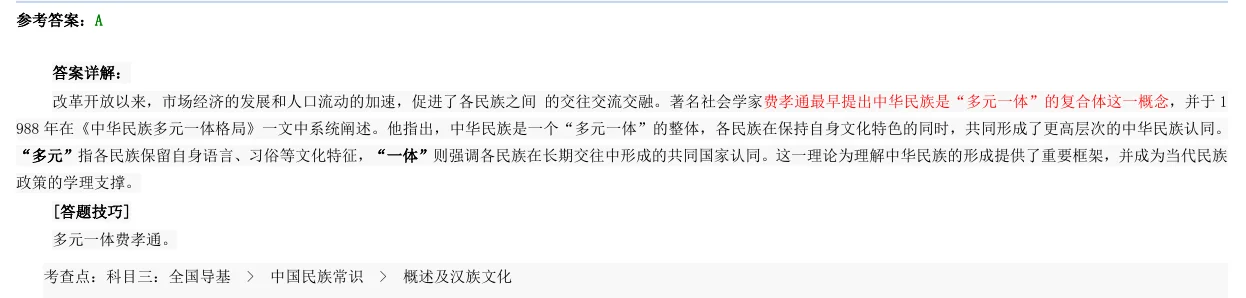 参考答案：A
答案详解：
改革开放以来，市场经济的发展和人口流动的加速，促进了各民族之间 的交往交流交融。著名社会学家费孝通最早提出中华民族是“多元一体”的复合体这一概念，并于 1
988 年在《中华民族多元一体格局》一文中系统阐述。他指出，中华民族是一个“多元一体”的整体，各民族在保持自身文化特色的同时，共同形成了更高层次的中华民族认同。
“多元”指各民族保留自身语言、习俗等文化特征，“一体”则强调各民族在长期交往中形成的共同国家认同。这一理论为理解中华民族的形成提供了重要框架，并成为当代民族
政策的学理支撑。
[答题技巧]
多元一体费孝通。
考查点：科目三：全国导基 > 中国民族常识 > 概述及汉族文化